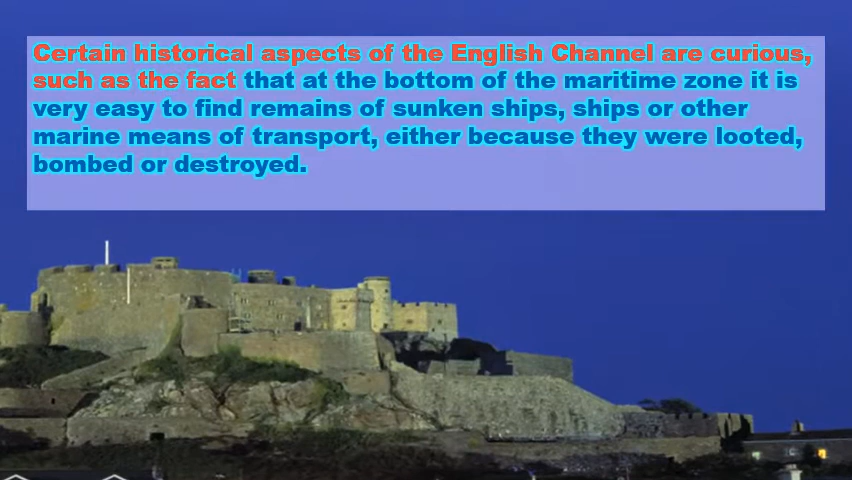 Certain historical aspects of the English Channel are curious,
such as the fact that at the bottom of the maritime zone it is
very easy to find remains of sunken ships, ships or other
marine means of transport, either because they were looted,
bombed or destroyed.